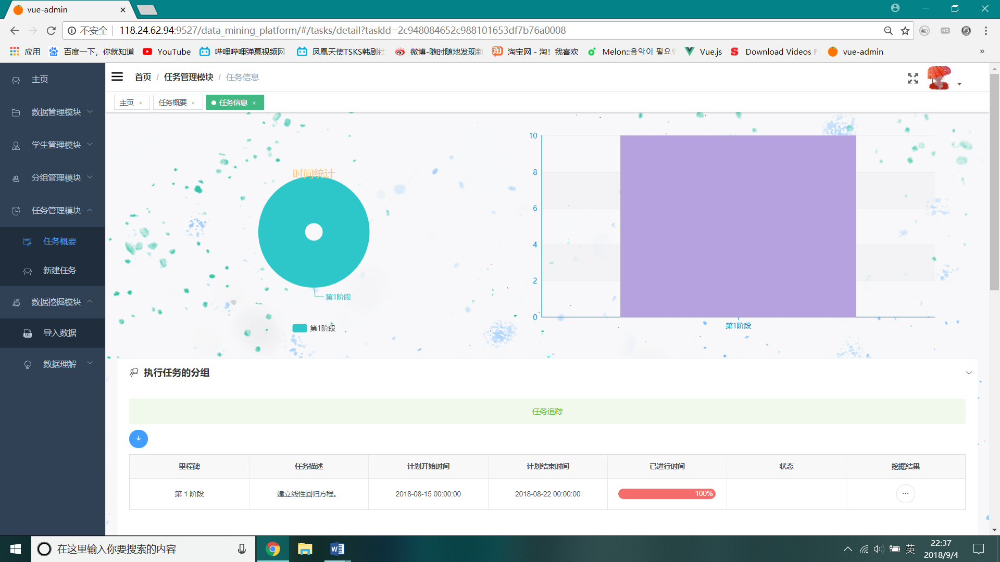 vue-admin
不安全 118.24.62.94:9527/data_mining_platform/#/tasks/detail?taskId=2c948084652c988101653df7b76a0008
应用 百度一下，你就知道 YouTube 哔哩哔哩弹幕视频网 凤凰天使TSKS韩剧社 微博-随时随地发现新 淘宝网 - 淘！我喜欢 Melon::음악이 필요한 Vue.js Download Videos F vue-admin »
主页
数据管理模块
学生管理模块
分组管理模块
任务管理模块
任务概要
新建任务
数据挖掘模块
导入数据
数据理解
首页 / 任务管理模块 / 任务信息
主页 × 任务概要 × 任务信息 ×
时间统计
第1阶段
第1阶段
10
8
6
4
2
0
第1阶段
执行任务的分组
任务追踪
里程碑 任务描述 计划开始时间 计划结束时间 已进行时间 状态 挖掘结果
第 1 阶段 建立线性回归方程。 2018-08-15 00:00:00 2018-08-22 00:00:00 100% ···
在这里输入你要搜索的内容
英
22:37
2018/9/4